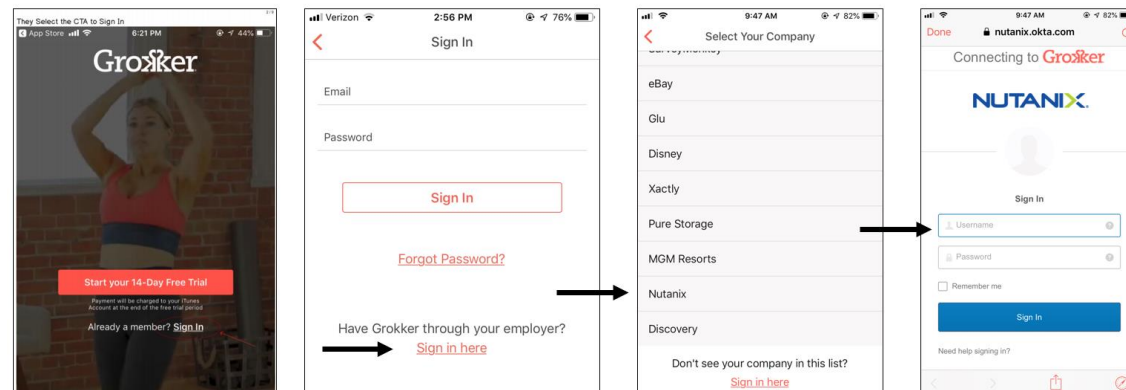 They Select the CTA to Sign In
App Store
6:21 PM
44%
Grokker
Start your 14-Day Free Trial
Payment will be charged to your iTunes
Account at the end of the free trial period
Already a member? Sign In
Verizon
2:56 PM
76%
Sign In
Email
Password
Sign In
Forgot Password?
Have Grokker through your employer?
Sign in here
9:47 AM
82%
Select Your Company
SurveyMonkey
eBay
Glu
Disney
Xactly
Pure Storage
MGM Resorts
Nutanix
Discovery
Don't see your company in this list?
Sign in here
9:47 AM
82%
Done
nutanix.okta.com
Connecting to Grokker
NUTANIX.
Sign In
Username
Password
Remember me
Sign In
Need help signing in?